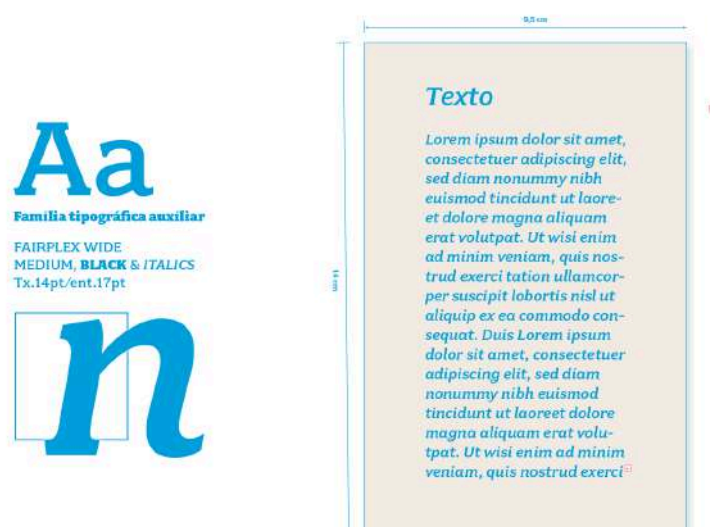 Aa
Familia tipográfica auxiliar
FAIRPLEX WIDE
MEDIUM, BLACK & ITALICS
Tx.14pt/ent.17pt
n
9,5 cm
14 cm
Texto
Lorem ipsum dolor sit amet,
consectetuer adipiscing elit,
sed diam nonummy nibh
euismod tincidunt ut laore-
et dolore magna aliquam
erat volutpat. Ut wisi enim
ad minim veniam, quis nos-
trud exerci tation ullamcor-
per suscipit lobortis nisl ut
aliquip ex ea commodo con-
sequat. Duis Lorem ipsum
dolor sit amet, consectetuer
adipiscing elit, sed diam
nonummy nibh euismod
tincidunt ut laoreet dolore
magna aliquam erat volu-
tpat. Ut wisi enim ad minim
veniam, quis nostrud exerci